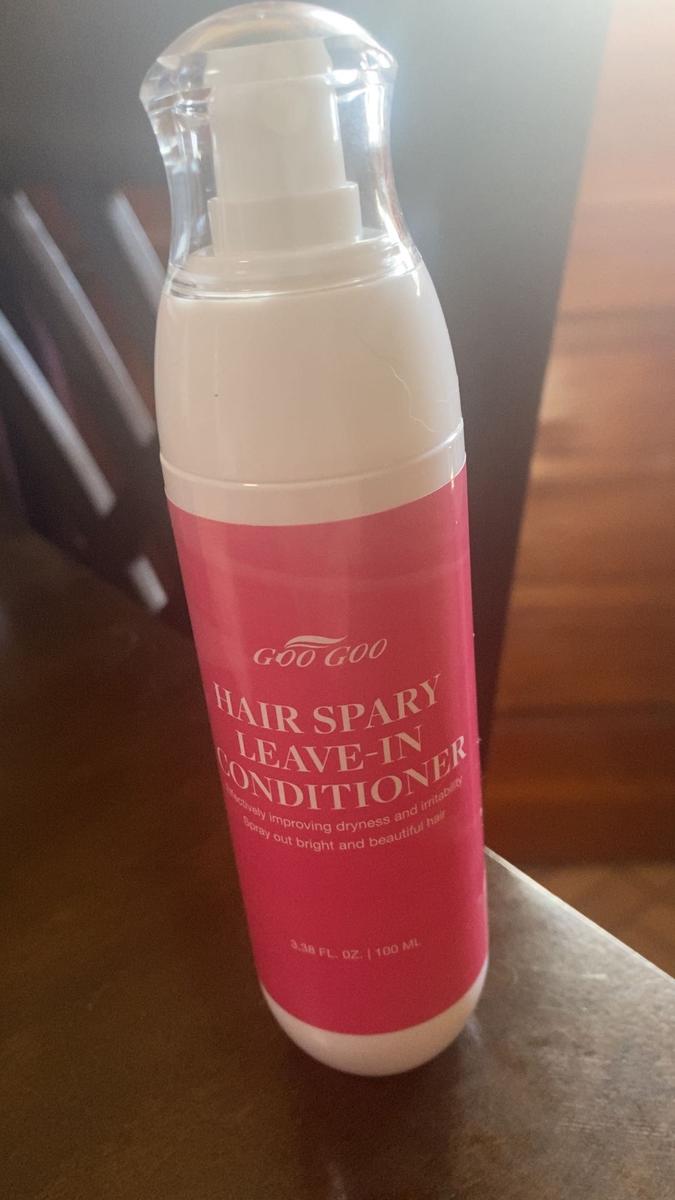 GOO GOO
HAIR SPARY
LEAVE-IN
CONDITIONER
Effectively improving dryness and irritability
Spray out bright and beautiful hair
3.38 FL. OZ. | 100 ML